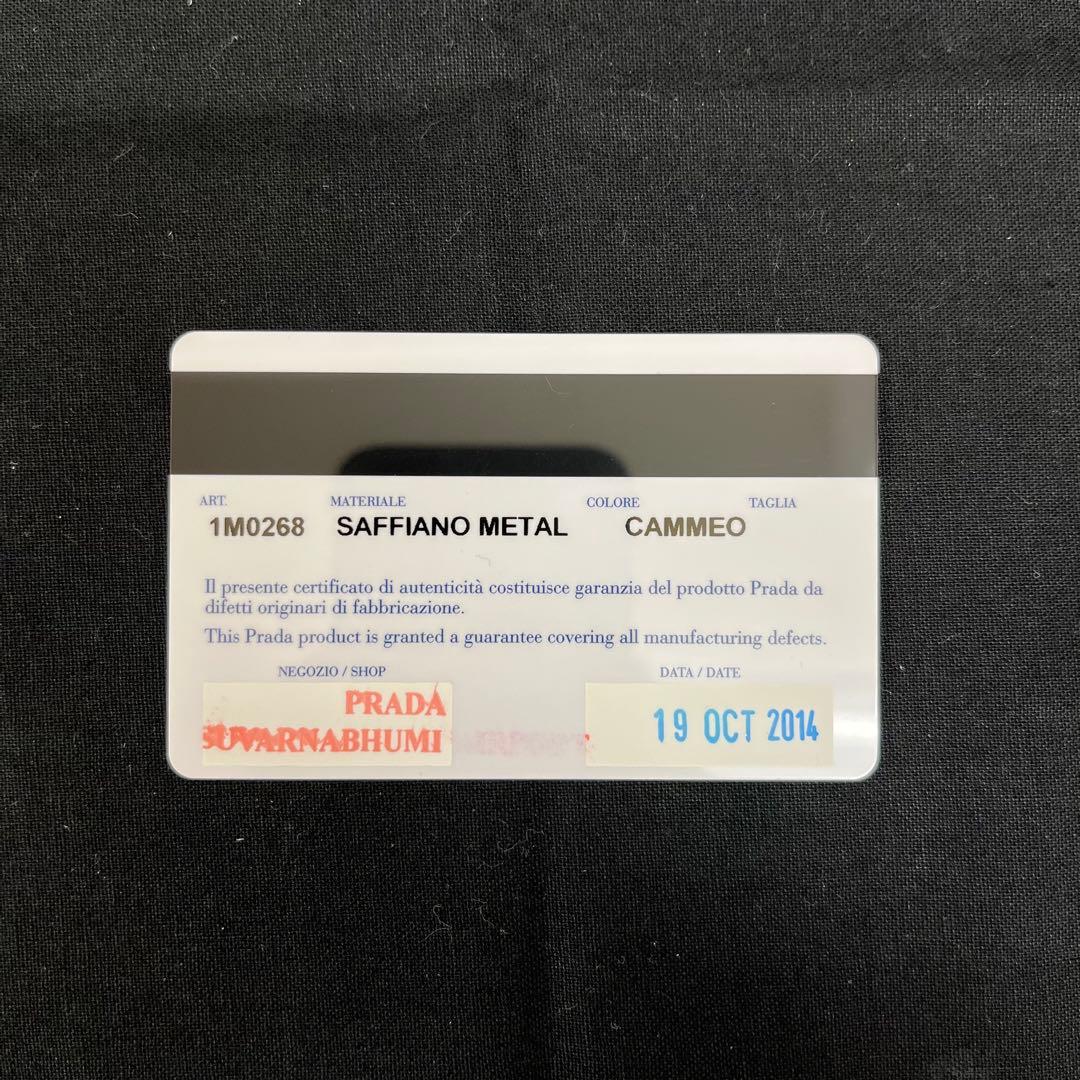 ART. MATERIALE COLORE TAGLIA
1M0268 SAFFIANO METAL CAMMEO
Il presente certificato di autenticità costituisce garanzia del prodotto Prada da
difetti originari di fabbricazione.
This Prada product is granted a guarantee covering all manufacturing defects.
NEGOZIO / SHOP DATA / DATE
PRADA
SUVARNABHUMI
19 OCT 2014